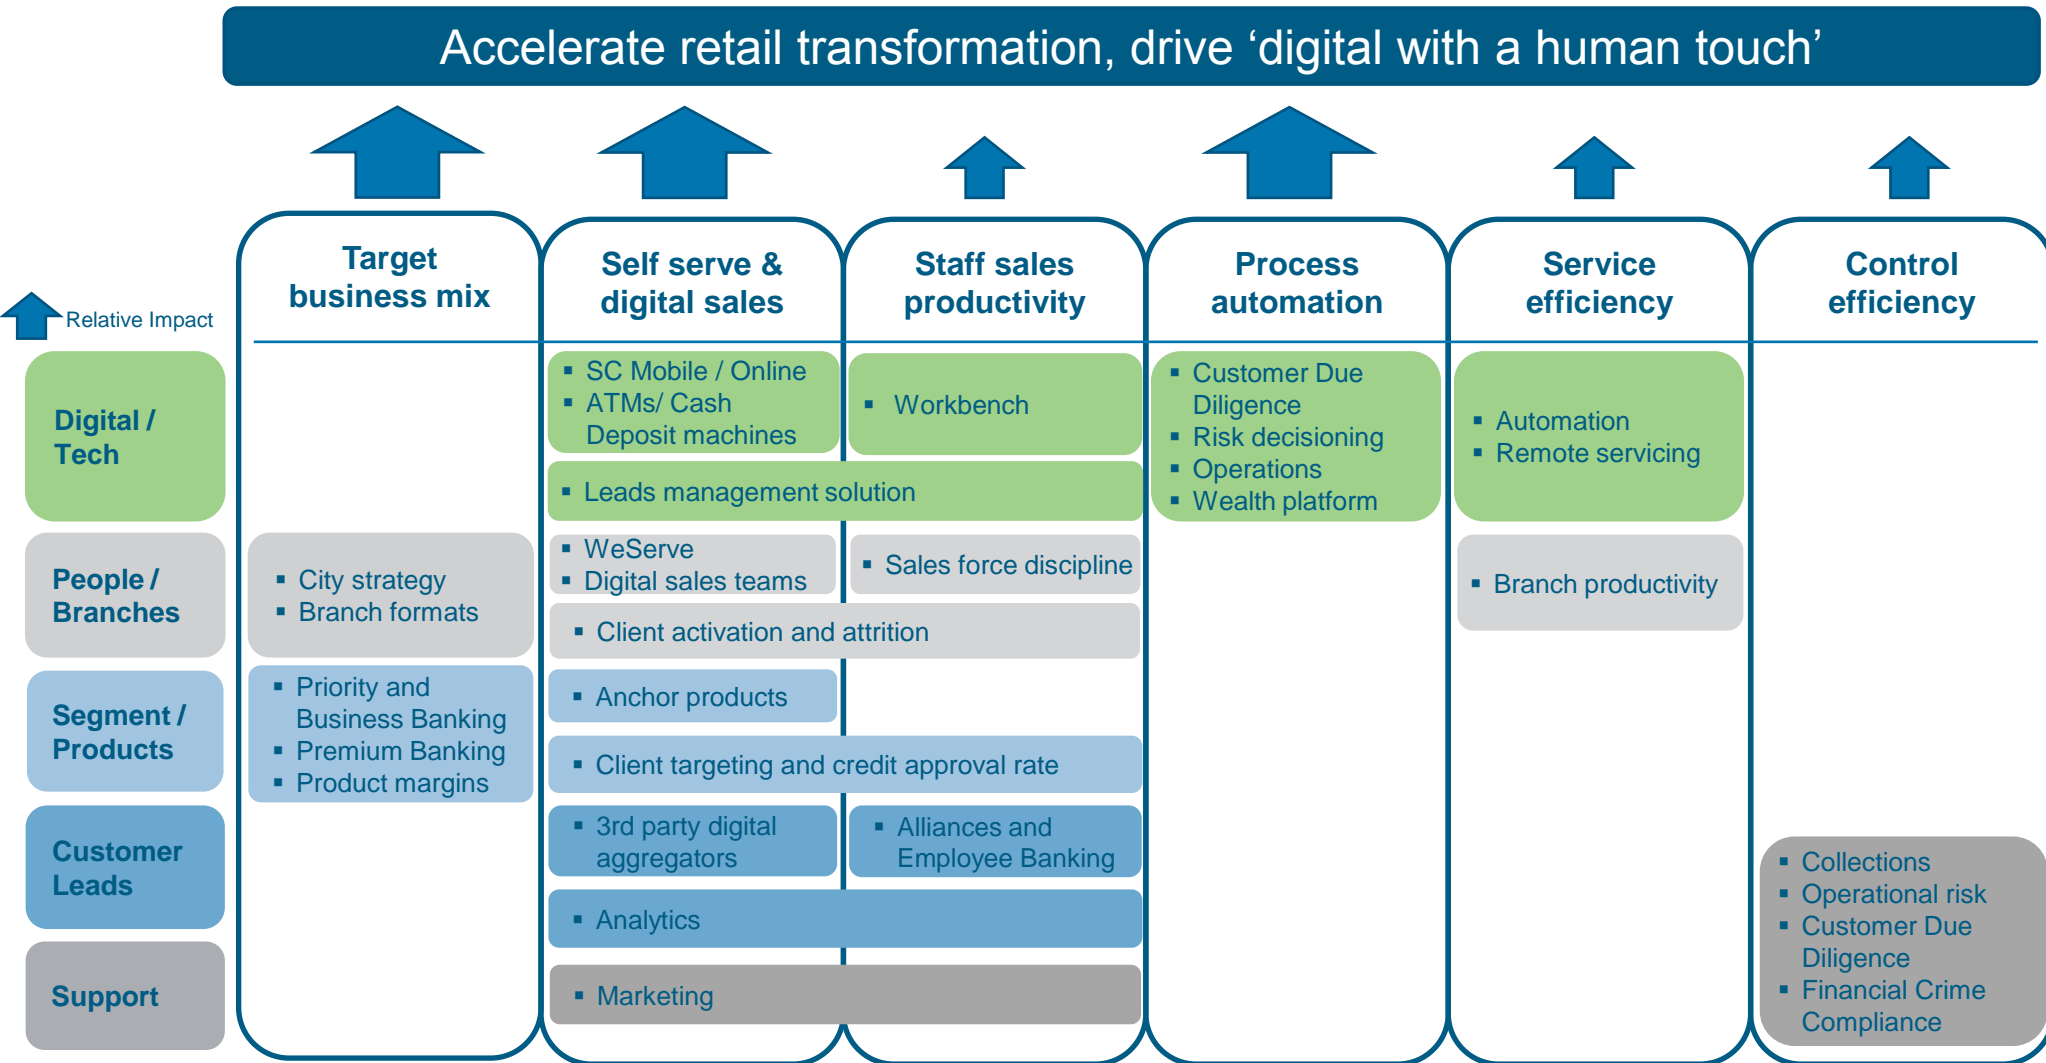 Accelerate retail transformation, drive ‘digital with a human touch’
Relative Impact
Target
business mix
Self serve &
digital sales
Staff sales
productivity
Process
automation
Service
efficiency
Control
efficiency
Digital /
Tech
▪ SC Mobile / Online
▪ ATMs/ Cash
Deposit machines
▪ Workbench
▪ Leads management solution
▪ Customer Due
Diligence
▪ Risk decisioning
▪ Operations
▪ Wealth platform
▪ Automation
▪ Remote servicing
People /
Branches
▪ City strategy
▪ Branch formats
▪ WeServe
▪ Digital sales teams
▪ Sales force discipline
▪ Client activation and attrition
▪ Branch productivity
Segment /
Products
▪ Priority and
Business Banking
▪ Premium Banking
▪ Product margins
▪ Anchor products
▪ Client targeting and credit approval rate
Customer
Leads
▪ 3rd party digital
aggregators
▪ Alliances and
Employee Banking
▪ Analytics
Support
▪ Marketing
▪ Collections
▪ Operational risk
▪ Customer Due
Diligence
▪ Financial Crime
Compliance